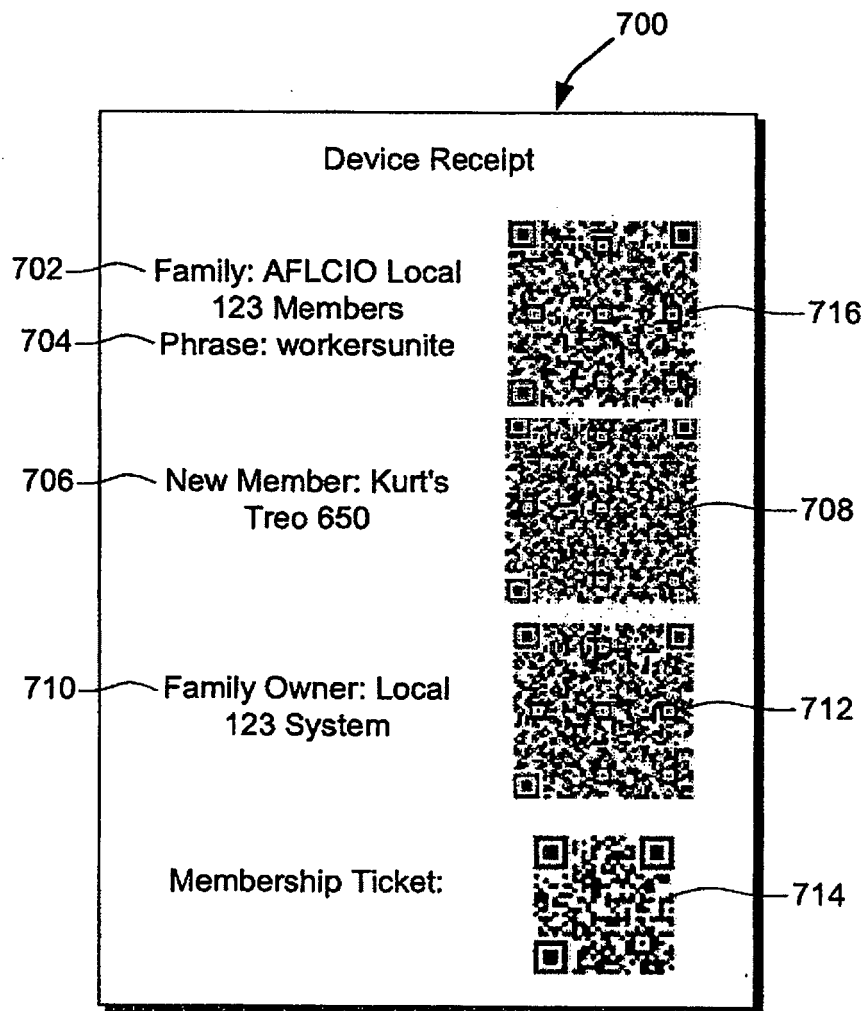 700
Device Receipt
702 Family: AFLCIO Local
123 Members
716
704 Phrase: workersunite
706 New Member: Kurt's
Treo 650
708
710 Family Owner: Local
123 System
712
Membership Ticket:
714